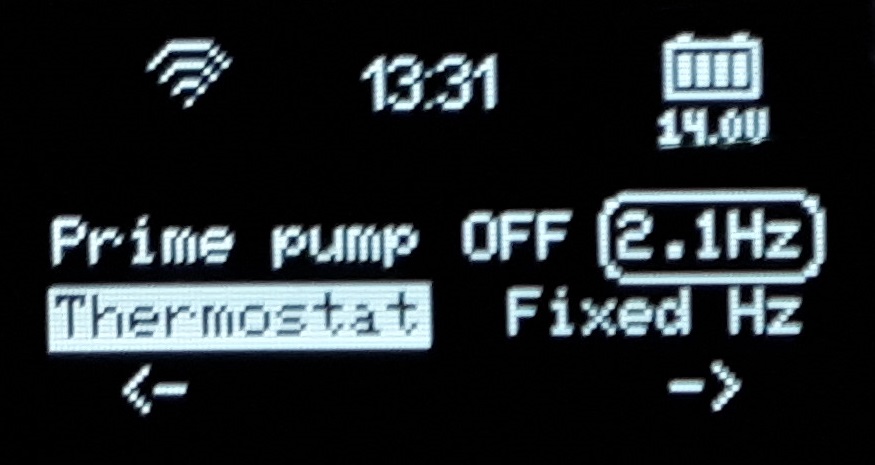 13:31
14.0V
Prime pump OFF 2.1Hz
Thermostat Fixed Hz
<- ->